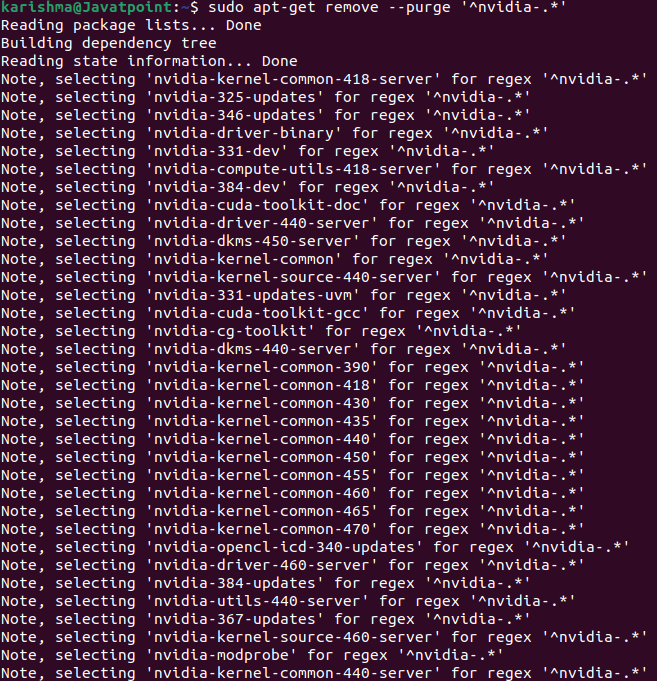 karishma@Javatpoint:~$ sudo apt-get remove --purge '^nvidia-.*'
Reading package lists... Done
Building dependency tree
Reading state information... Done
Note, selecting 'nvidia-kernel-common-418-server' for regex '^nvidia-.*'
Note, selecting 'nvidia-325-updates' for regex '^nvidia-.*'
Note, selecting 'nvidia-346-updates' for regex '^nvidia-.*'
Note, selecting 'nvidia-driver-binary' for regex '^nvidia-.*'
Note, selecting 'nvidia-331-dev' for regex '^nvidia-.*'
Note, selecting 'nvidia-compute-utils-418-server' for regex '^nvidia-.*'
Note, selecting 'nvidia-384-dev' for regex '^nvidia-.*'
Note, selecting 'nvidia-cuda-toolkit-doc' for regex '^nvidia-.*'
Note, selecting 'nvidia-driver-440-server' for regex '^nvidia-.*'
Note, selecting 'nvidia-dkms-450-server' for regex '^nvidia-.*'
Note, selecting 'nvidia-kernel-common' for regex '^nvidia-.*'
Note, selecting 'nvidia-kernel-source-440-server' for regex '^nvidia-.*'
Note, selecting 'nvidia-331-updates-uvm' for regex '^nvidia-.*'
Note, selecting 'nvidia-cuda-toolkit-gcc' for regex '^nvidia-.*'
Note, selecting 'nvidia-cg-toolkit' for regex '^nvidia-.*'
Note, selecting 'nvidia-dkms-440-server' for regex '^nvidia-.*'
Note, selecting 'nvidia-kernel-common-390' for regex '^nvidia-.*'
Note, selecting 'nvidia-kernel-common-418' for regex '^nvidia-.*'
Note, selecting 'nvidia-kernel-common-430' for regex '^nvidia-.*'
Note, selecting 'nvidia-kernel-common-435' for regex '^nvidia-.*'
Note, selecting 'nvidia-kernel-common-440' for regex '^nvidia-.*'
Note, selecting 'nvidia-kernel-common-450' for regex '^nvidia-.*'
Note, selecting 'nvidia-kernel-common-455' for regex '^nvidia-.*'
Note, selecting 'nvidia-kernel-common-460' for regex '^nvidia-.*'
Note, selecting 'nvidia-kernel-common-465' for regex '^nvidia-.*'
Note, selecting 'nvidia-kernel-common-470' for regex '^nvidia-.*'
Note, selecting 'nvidia-opencl-icd-340-updates' for regex '^nvidia-.*'
Note, selecting 'nvidia-driver-460-server' for regex '^nvidia-.*'
Note, selecting 'nvidia-384-updates' for regex '^nvidia-.*'
Note, selecting 'nvidia-utils-440-server' for regex '^nvidia-.*'
Note, selecting 'nvidia-367-updates' for regex '^nvidia-.*'
Note, selecting 'nvidia-kernel-source-460-server' for regex '^nvidia-.*'
Note, selecting 'nvidia-modprobe' for regex '^nvidia-.*'
Note, selecting 'nvidia-kernel-common-440-server' for regex '^nvidia-.*'